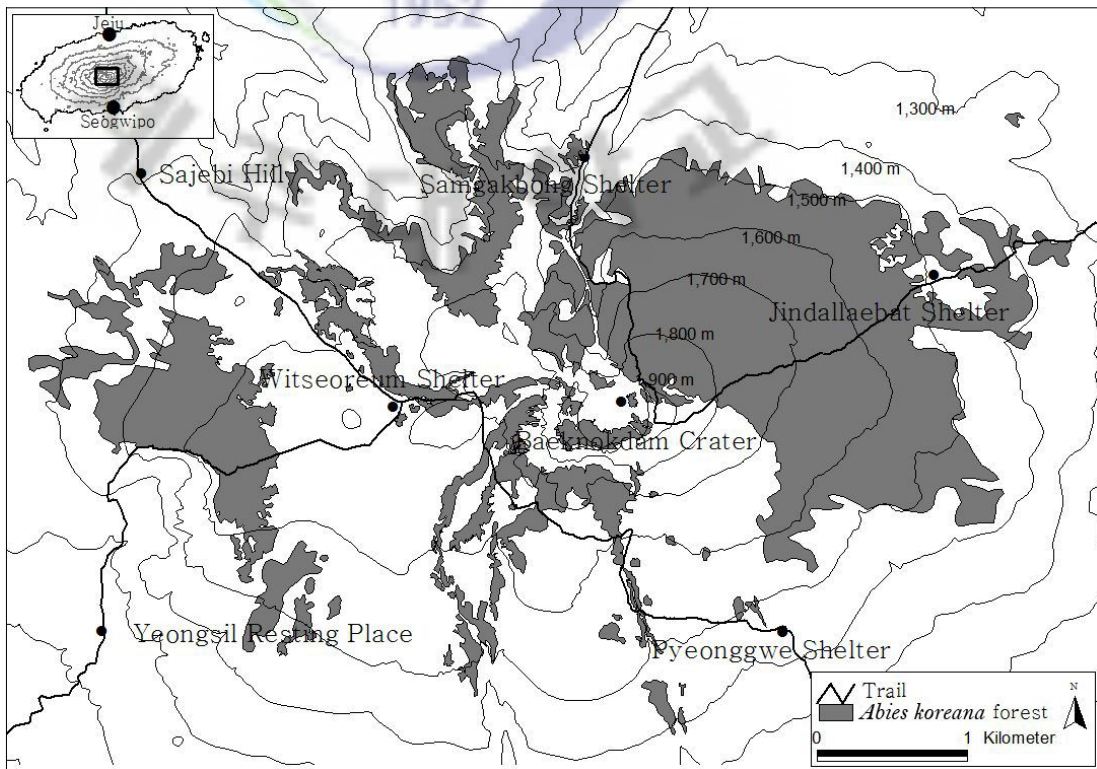 1952
Jeju
Seogwipo
1,300 m
Sajebi Hill
Samgakbong Shelter
1,400 m
1,500 m
1,600 m
1,700 m
Jindallaebat Shelter
1,800 m
Witseoreum Shelter
900 m
Baeknokdam Crater
Yeongsil Resting Place
Pyeonggwe Shelter
Trail
Abies koreana forest
N
0 1 Kilometer